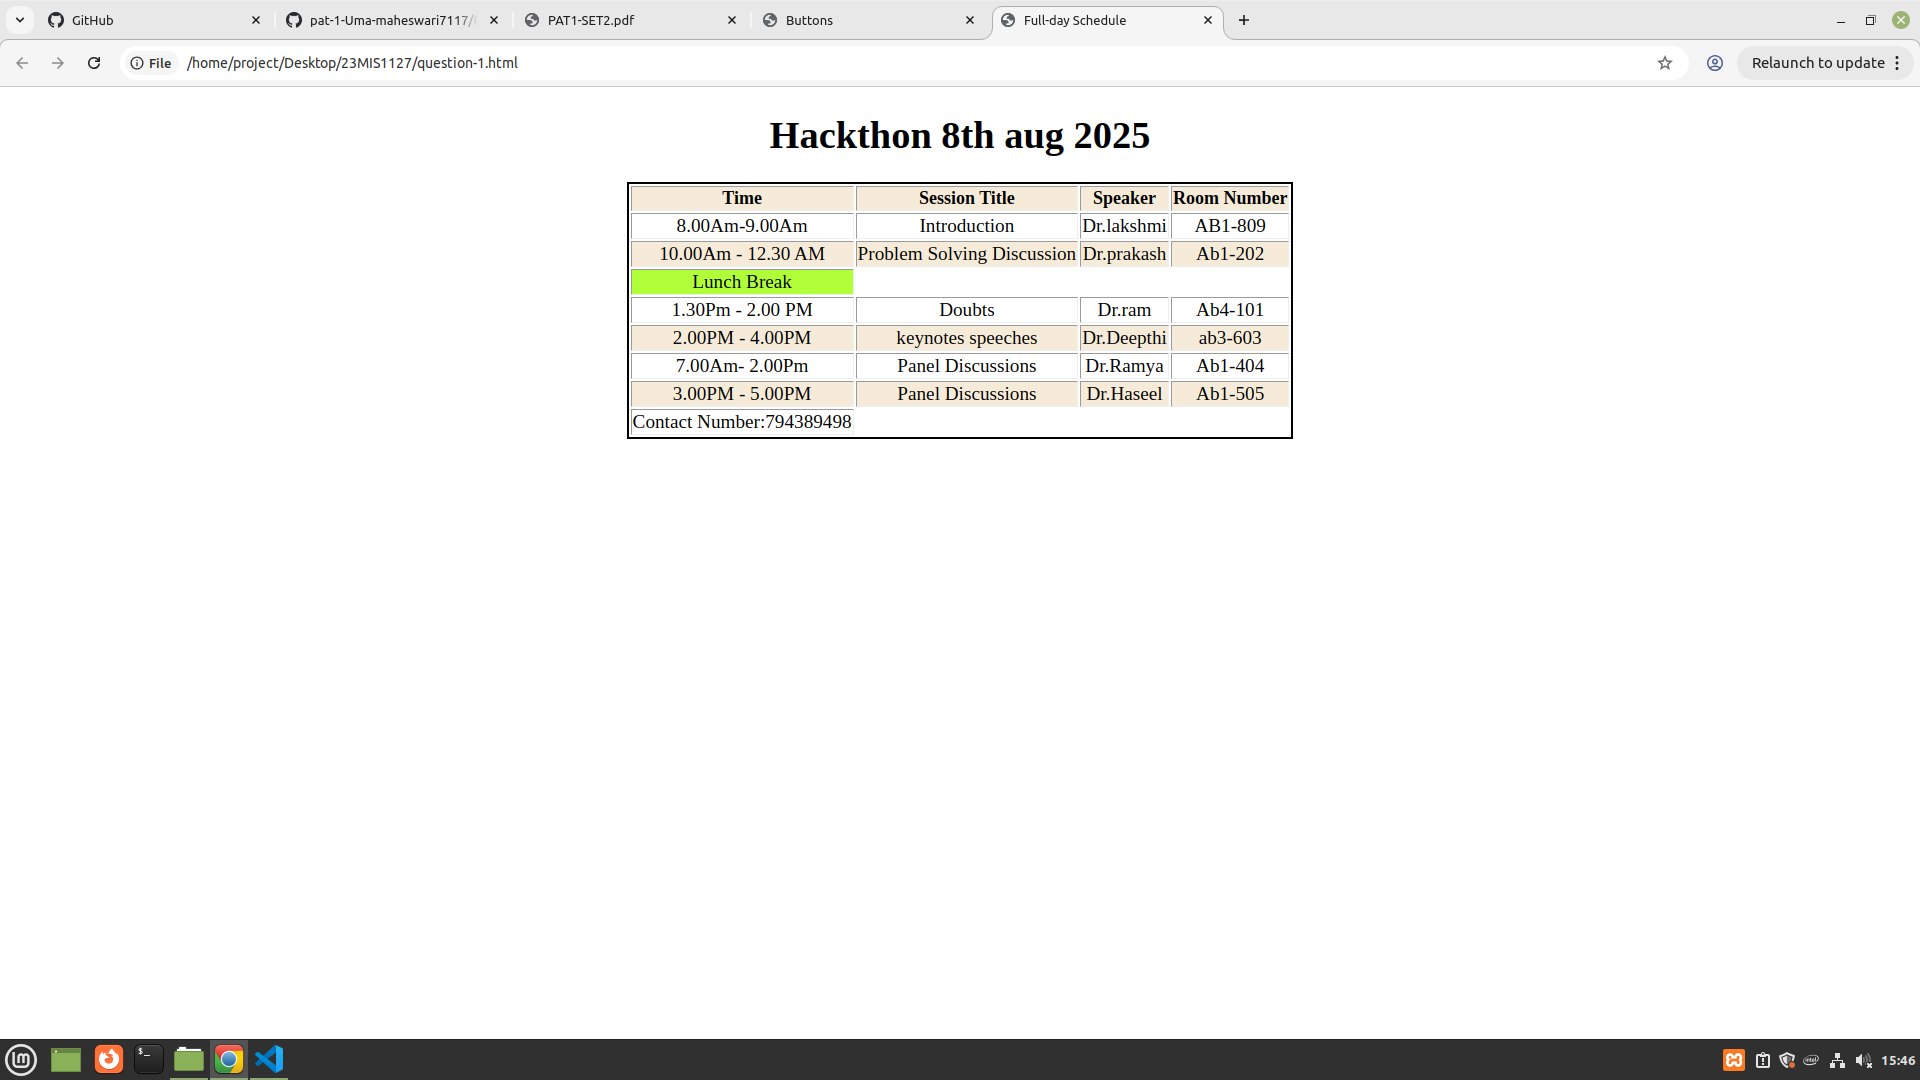 GitHub
pat-1-Uma-maheswari7117/
PAT1-SET2.pdf
Buttons
Full-day Schedule
File
/home/project/Desktop/23MIS1127/question-1.html
Relaunch to update
Hackthon 8th aug 2025
Time Session Title Speaker Room Number
8.00Am-9.00Am Introduction Dr.lakshmi AB1-809
10.00Am - 12.30 AM Problem Solving Discussion Dr.prakash Ab1-202
Lunch Break
1.30Pm - 2.00 PM Doubts Dr.ram Ab4-101
2.00PM - 4.00PM keynotes speeches Dr.Deepthi ab3-603
7.00Am- 2.00Pm Panel Discussions Dr.Ramya Ab1-404
3.00PM - 5.00PM Panel Discussions Dr.Haseel Ab1-505
Contact Number:794389498
15:46